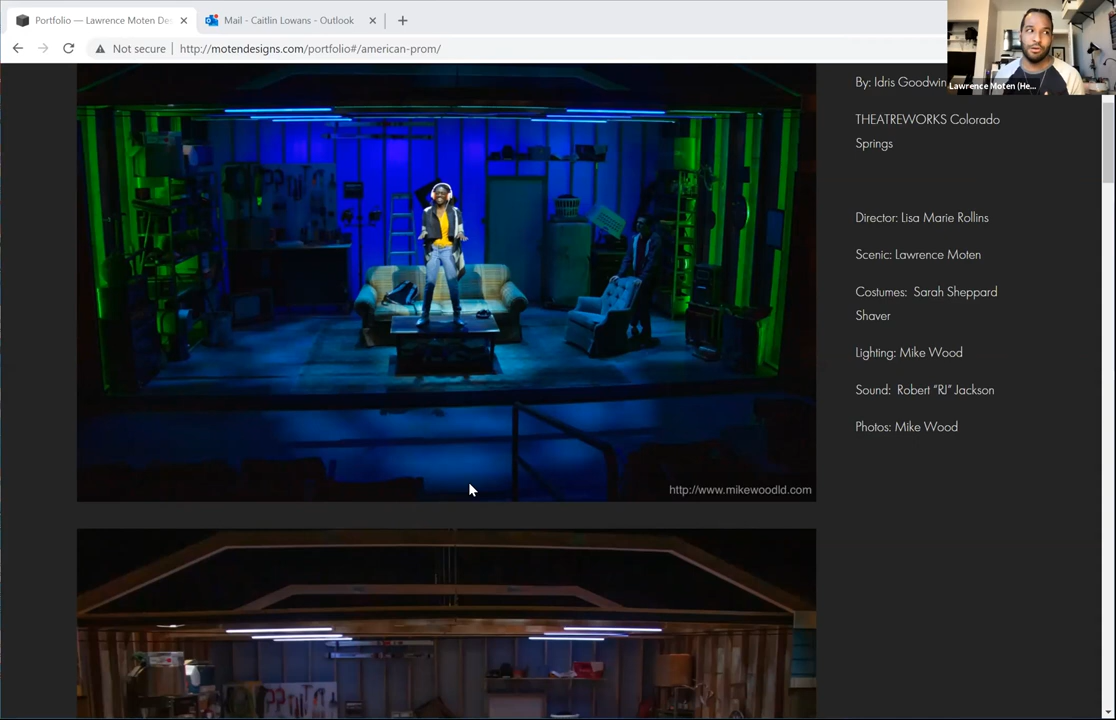 Portfolio — Lawrence Moten De
Mail - Caitlin Lowans - Outlook
Not secure
http://motendesigns.com/portfolio#/american-prom/
Lawrence Moten (He...
By: Idris Goodwin
THEATREWORKS Colorado
Springs
Director: Lisa Marie Rollins
Scenic: Lawrence Moten
Costumes: Sarah Sheppard
Shaver
Lighting: Mike Wood
Sound: Robert “RJ” Jackson
Photos: Mike Wood
http://www.mikewoodld.com